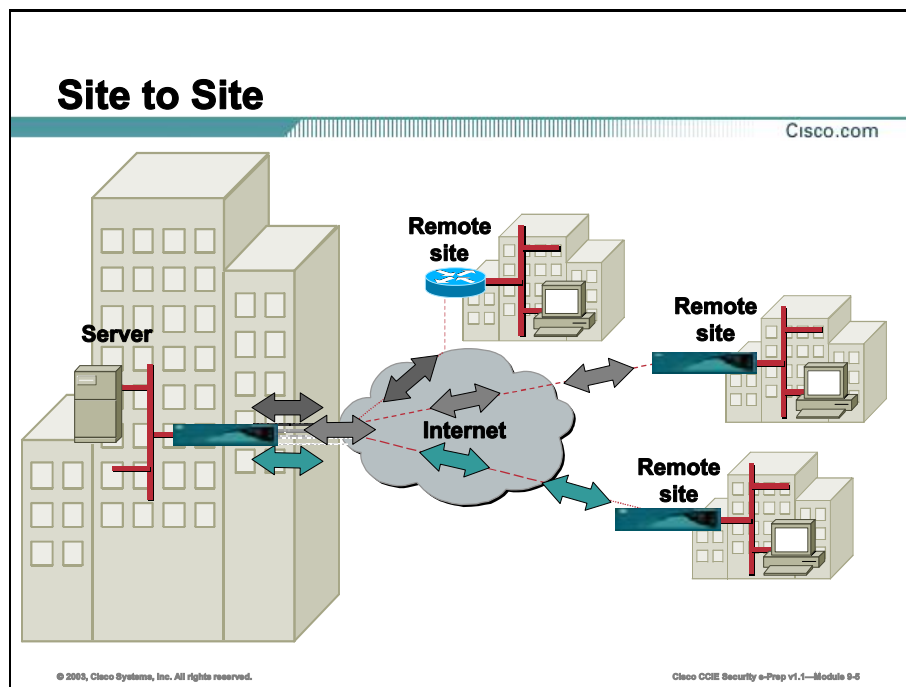 Site to Site
Cisco.com
Remote
site
Server
Remote
site
Internet
Remote
site
© 2003, Cisco Systems, Inc. All rights reserved.
Cisco CCIE Security e-Prep v1.1—Module 9-5